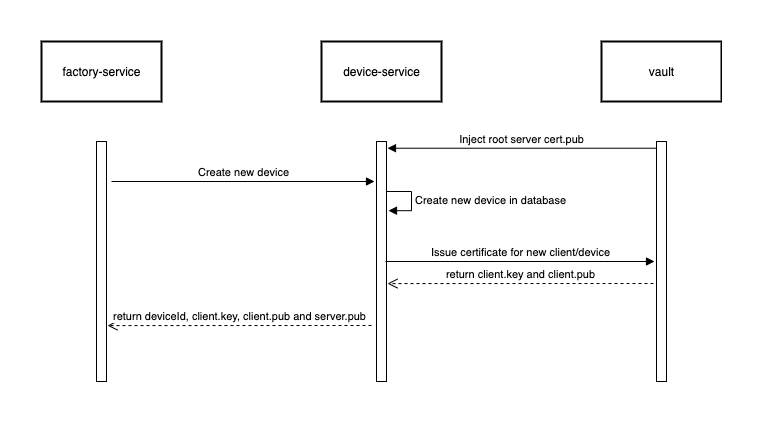 factory-service
device-service
vault
Inject root server cert.pub
Create new device
Create new device in database
Issue certificate for new client/device
return client.key and client.pub
return deviceId, client.key, client.pub and server.pub